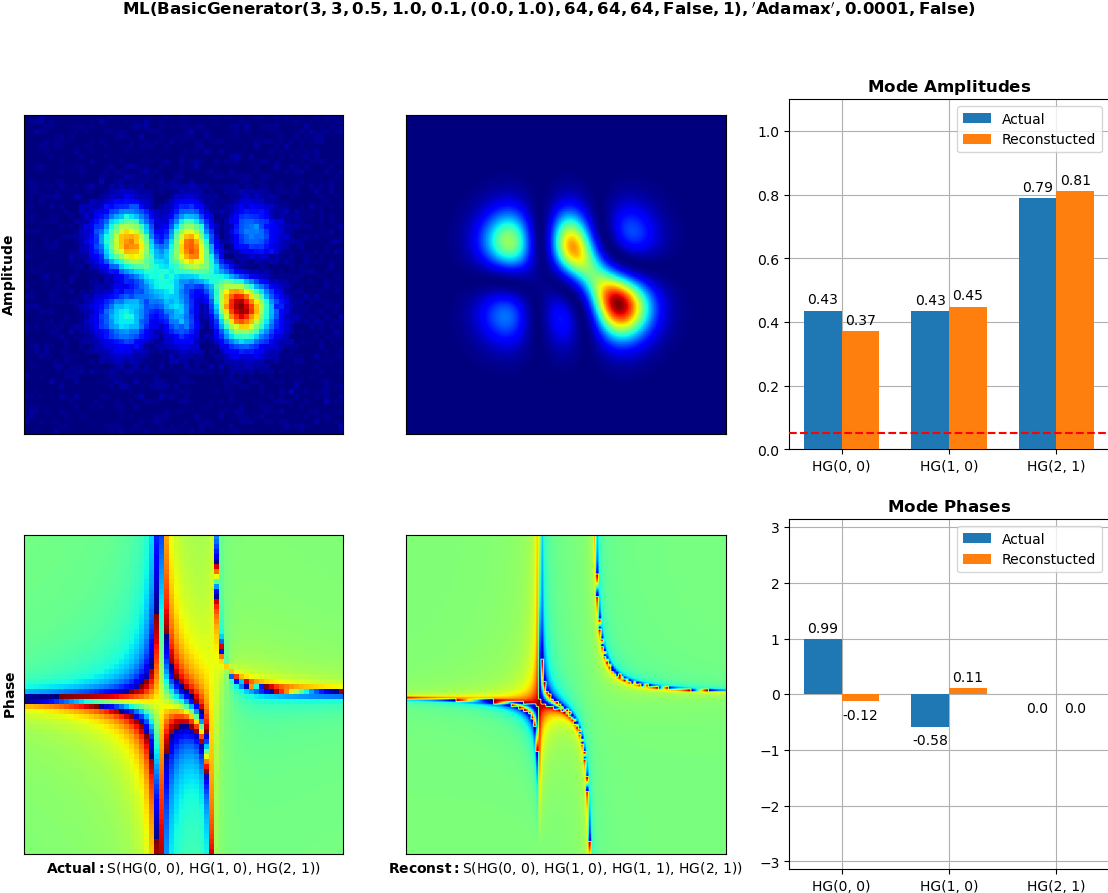 ML(BasicGenerator(3, 3, 0.5, 1.0, 0.1, (0.0, 1.0), 64, 64, 64, False, 1), ′Adamax′, 0.0001, False)
Amplitude
Mode Amplitudes
Actual
Reconstucted
1.0
0.8
0.6
0.4
0.2
0.0
0.43
0.37
0.43
0.45
0.79
0.81
HG(0, 0)
HG(1, 0)
HG(2, 1)
Phase
Actual: S(HG(0, 0), HG(1, 0), HG(2, 1))
Reconst: S(HG(0, 0), HG(1, 0), HG(1, 1), HG(2, 1))
Mode Phases
Actual
Reconstucted
3
2
1
0
−1
−2
−3
0.99
-0.12
-0.58
0.11
0.0
0.0
HG(0, 0)
HG(1, 0)
HG(2, 1)